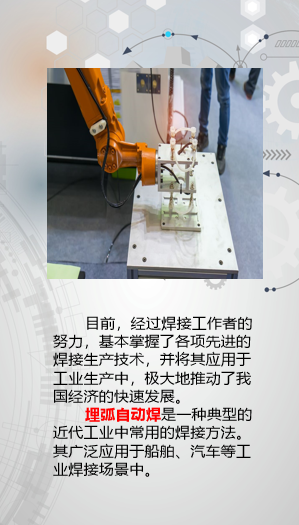 目前，经过焊接工作者的
努力，基本掌握了各项先进的
焊接生产技术，并将其应用于
工业生产中，极大地推动了我
国经济的快速发展。
埋弧自动焊是一种典型的
近代工业中常用的焊接方法。
其广泛应用于船舶、汽车等工
业焊接场景中。